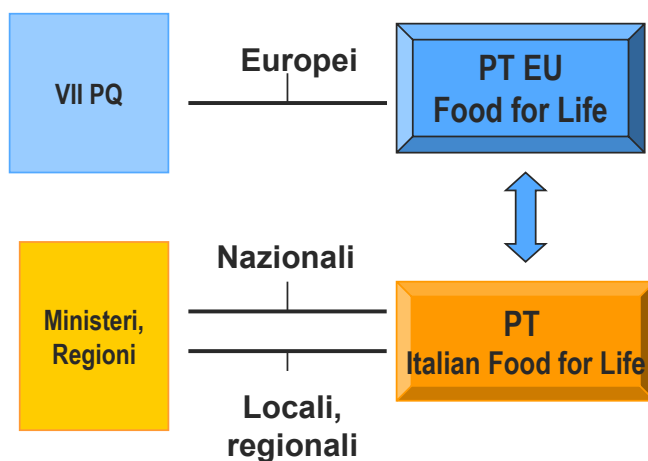 Europei
VII PQ
PT EU
Food for Life
Nazionali
Ministeri,
Regioni
PT
Italian Food for Life
Locali,
regionali